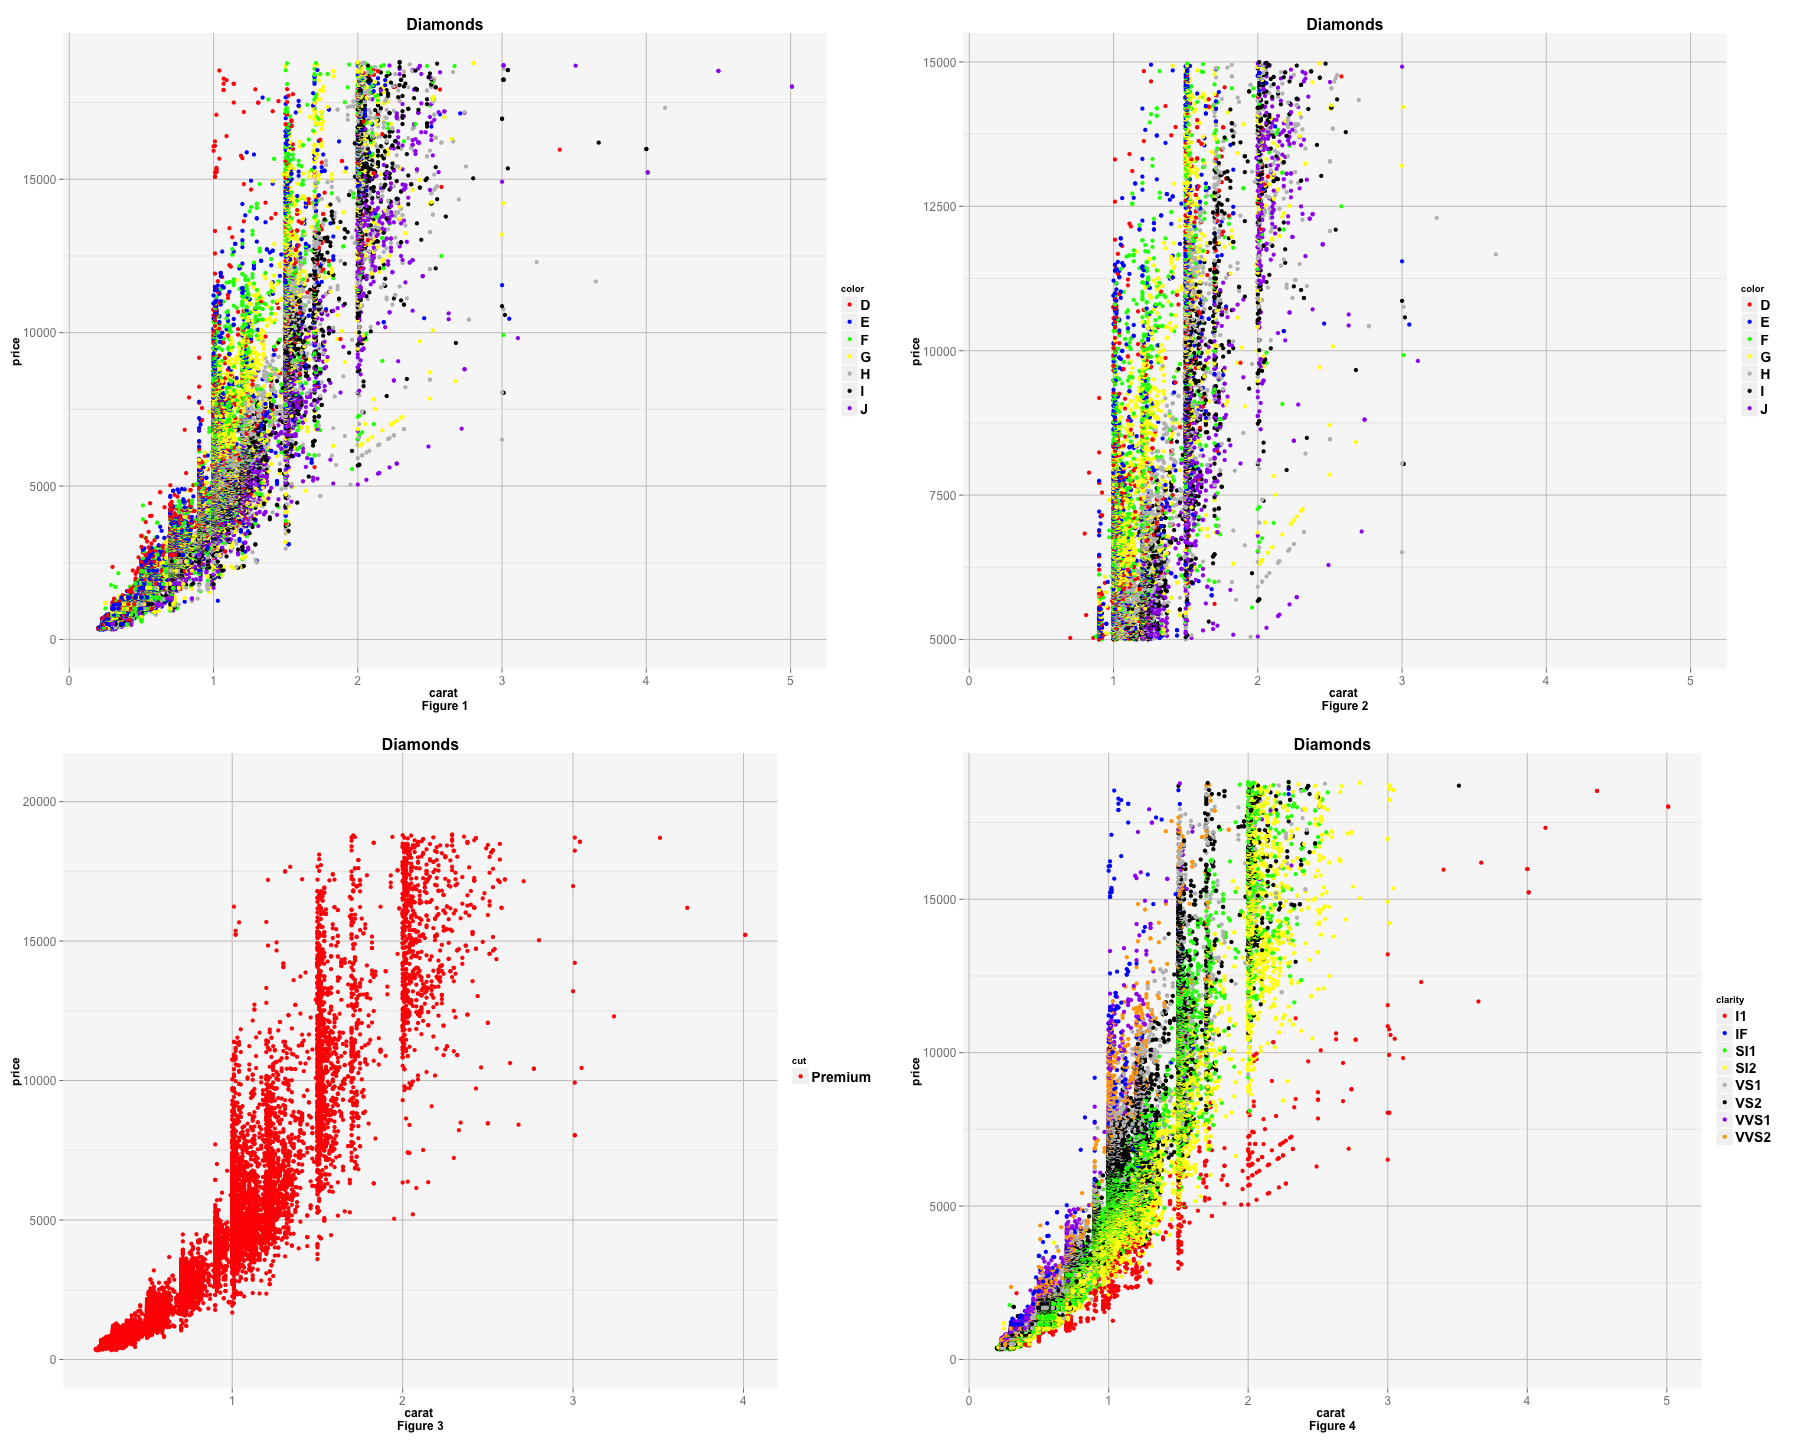 Diamonds
price
15000
10000
5000
0
0 1 2 3 4 5
carat
Figure 1
color
D
E
F
G
H
I
J
Diamonds
price
15000
12500
10000
7500
5000
0 1 2 3 4 5
carat
Figure 2
color
D
E
F
G
H
I
J
Diamonds
price
20000
15000
10000
5000
0
1 2 3 4
carat
Figure 3
cut
Premium
Diamonds
price
15000
10000
5000
0
0 1 2 3 4 5
carat
Figure 4
clarity
I1
IF
SI1
SI2
VS1
VS2
VVS1
VVS2